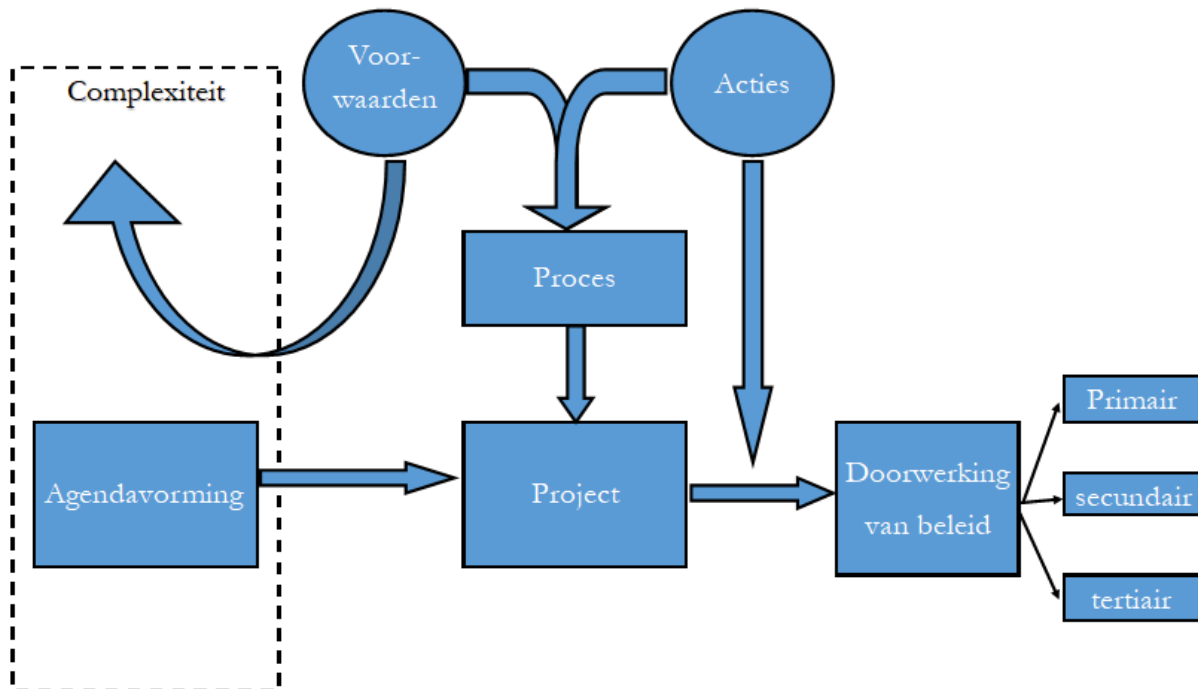 Complexiteit
Voor-
waarden
Acties
Proces
Agendavorming
Project
Doorwerking
van beleid
Primair
secundair
tertiair